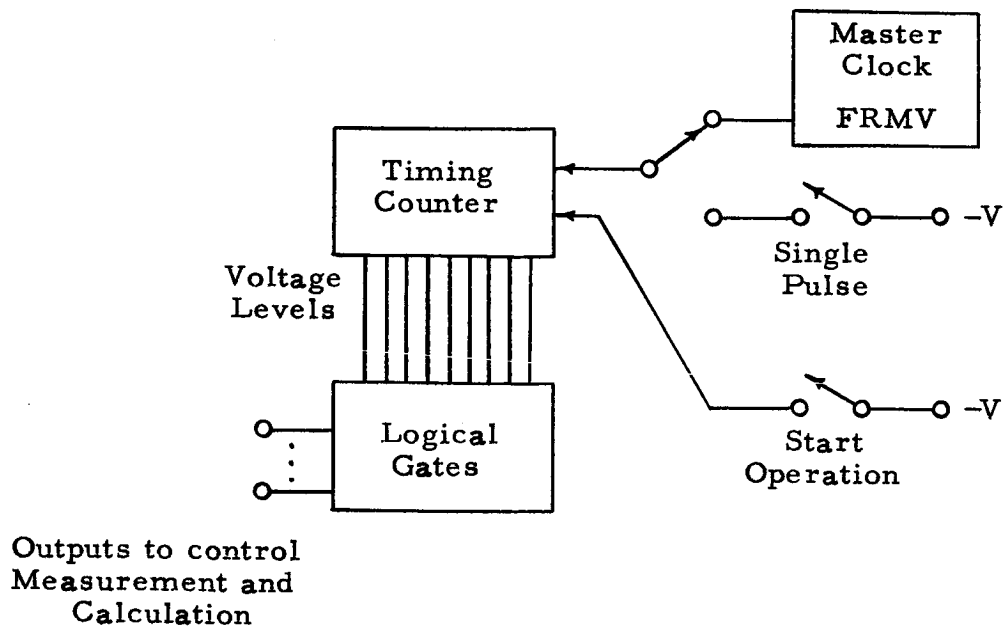 Master
Clock
FRMV
Timing
Counter
-V
Single
Pulse
Voltage
Levels
-V
Start
Operation
Logical
Gates
Outputs to control
Measurement and
Calculation